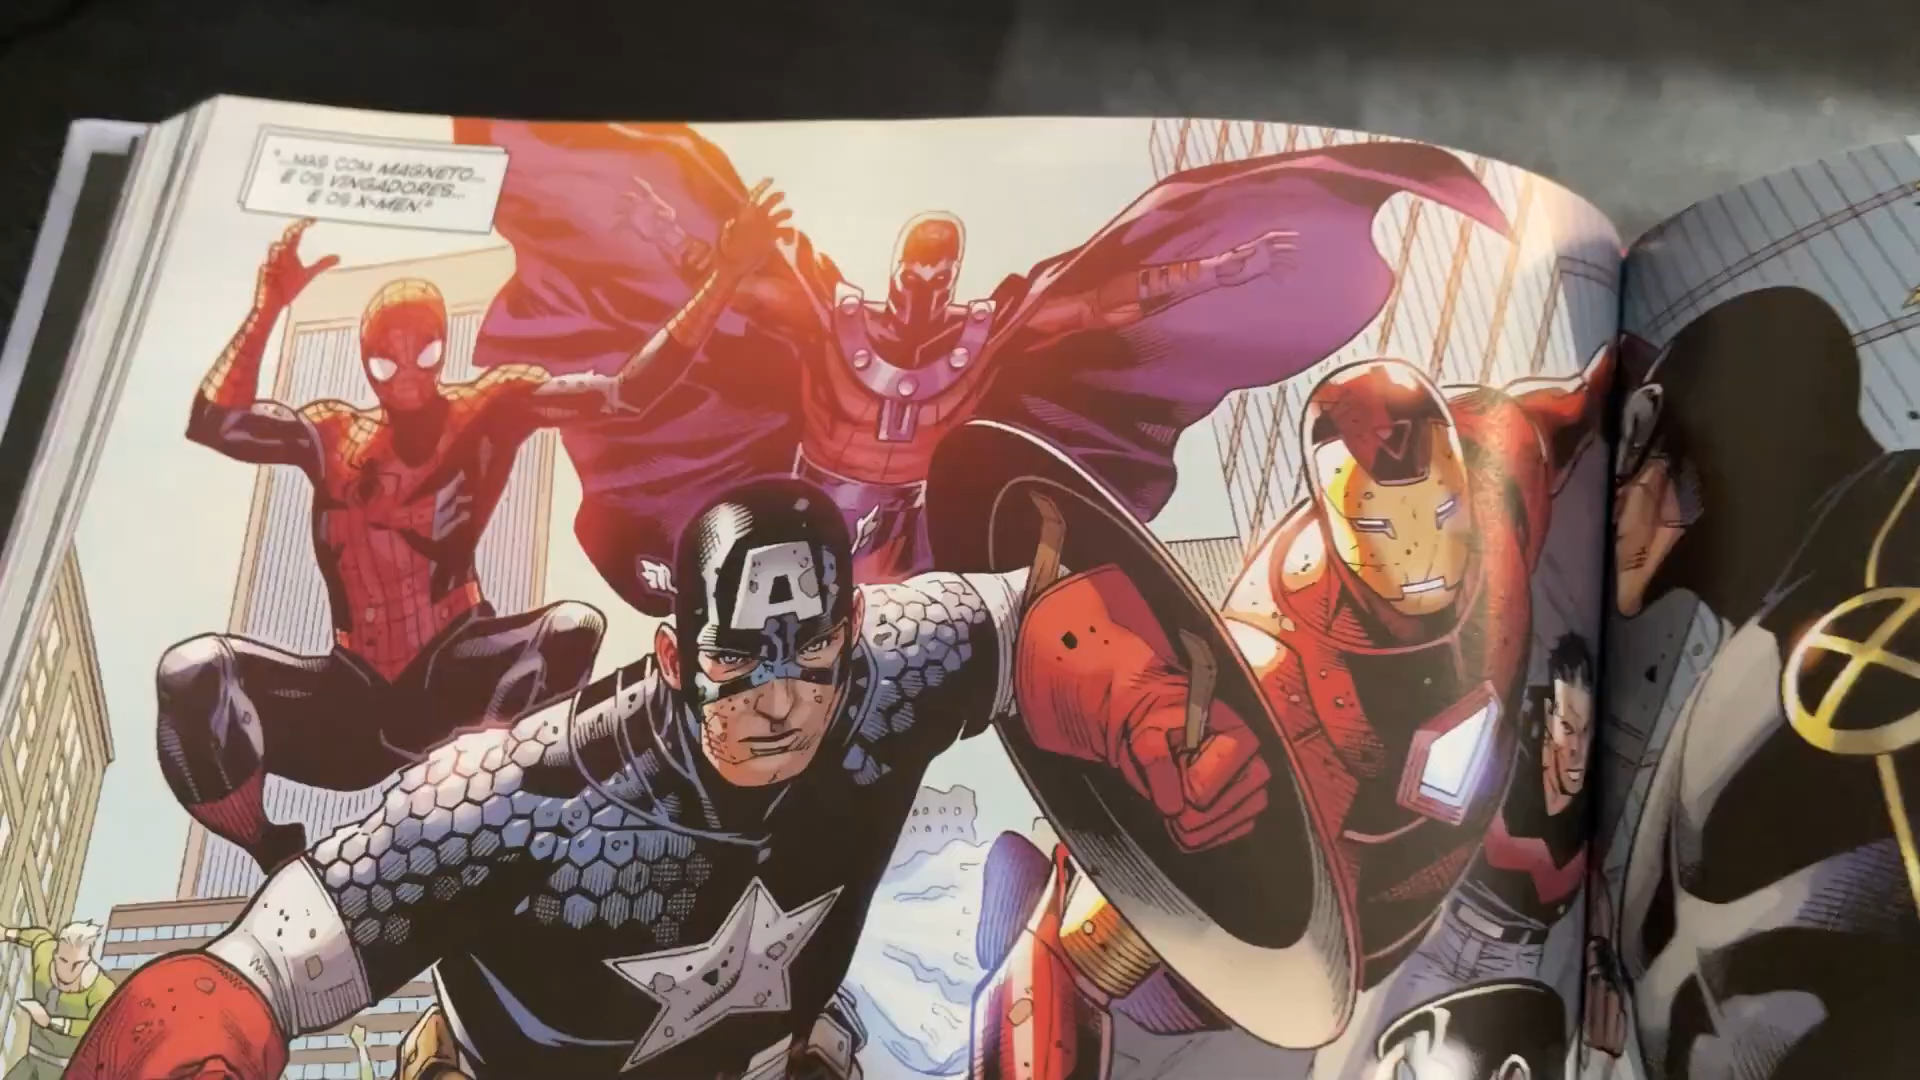 "...MAS COM MAGNETO...
E OS VINGADORES...
E OS X-MEN."
A